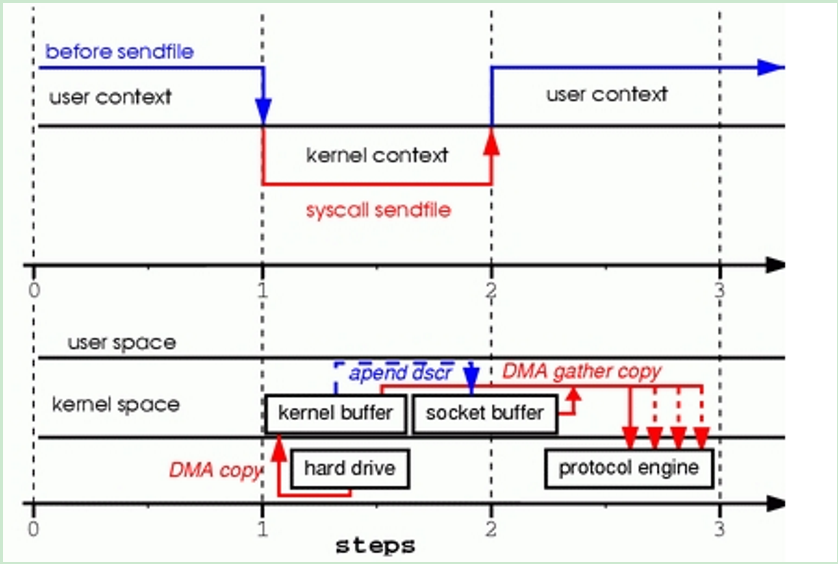 before sendfile
user context
user context
kernel context
syscall sendfile
0 1 2 3
user space
apend dscr
DMA gather copy
kernel space
kernel buffer
socket buffer
DMA copy
hard drive
protocol engine
0 1 2 3
steps